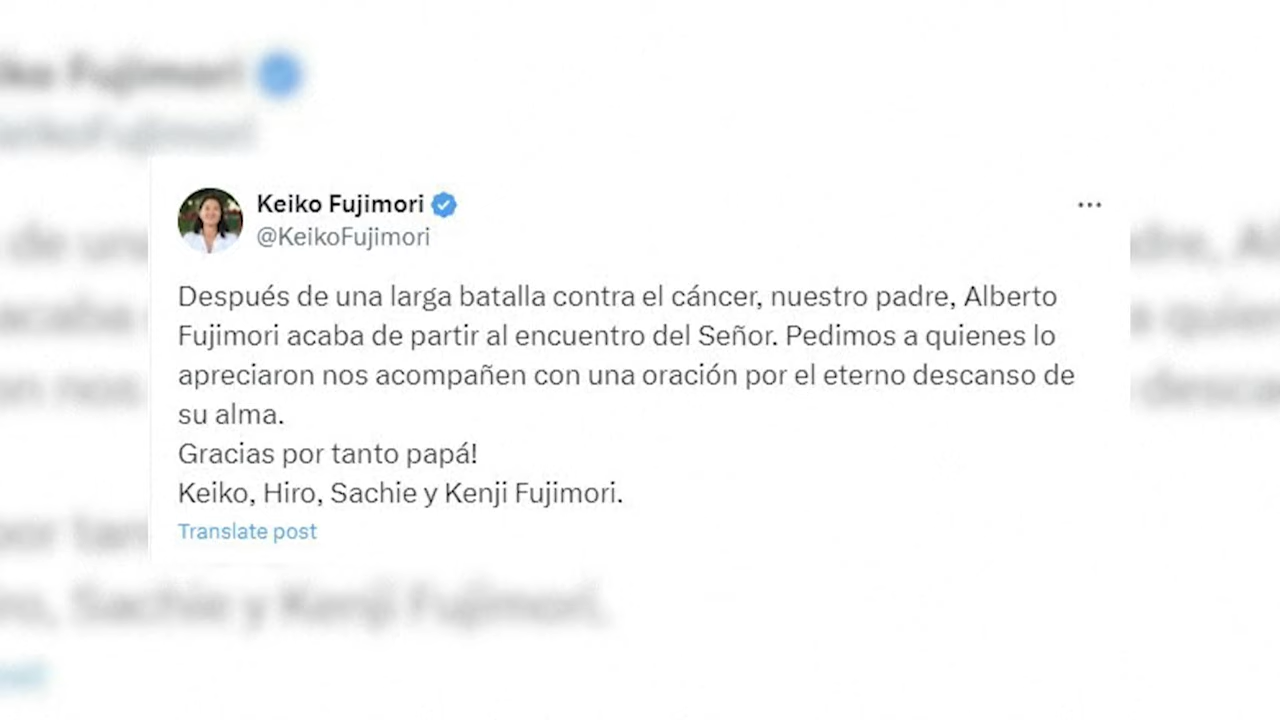 Keiko Fujimori
@KeikoFujimori
Después de una larga batalla contra el cáncer, nuestro padre, Alberto
Fujimori acaba de partir al encuentro del Señor. Pedimos a quienes lo
apreciaron nos acompañen con una oración por el eterno descanso de
su alma.
Gracias por tanto papá!
Keiko, Hiro, Sachie y Kenji Fujimori.
Translate post